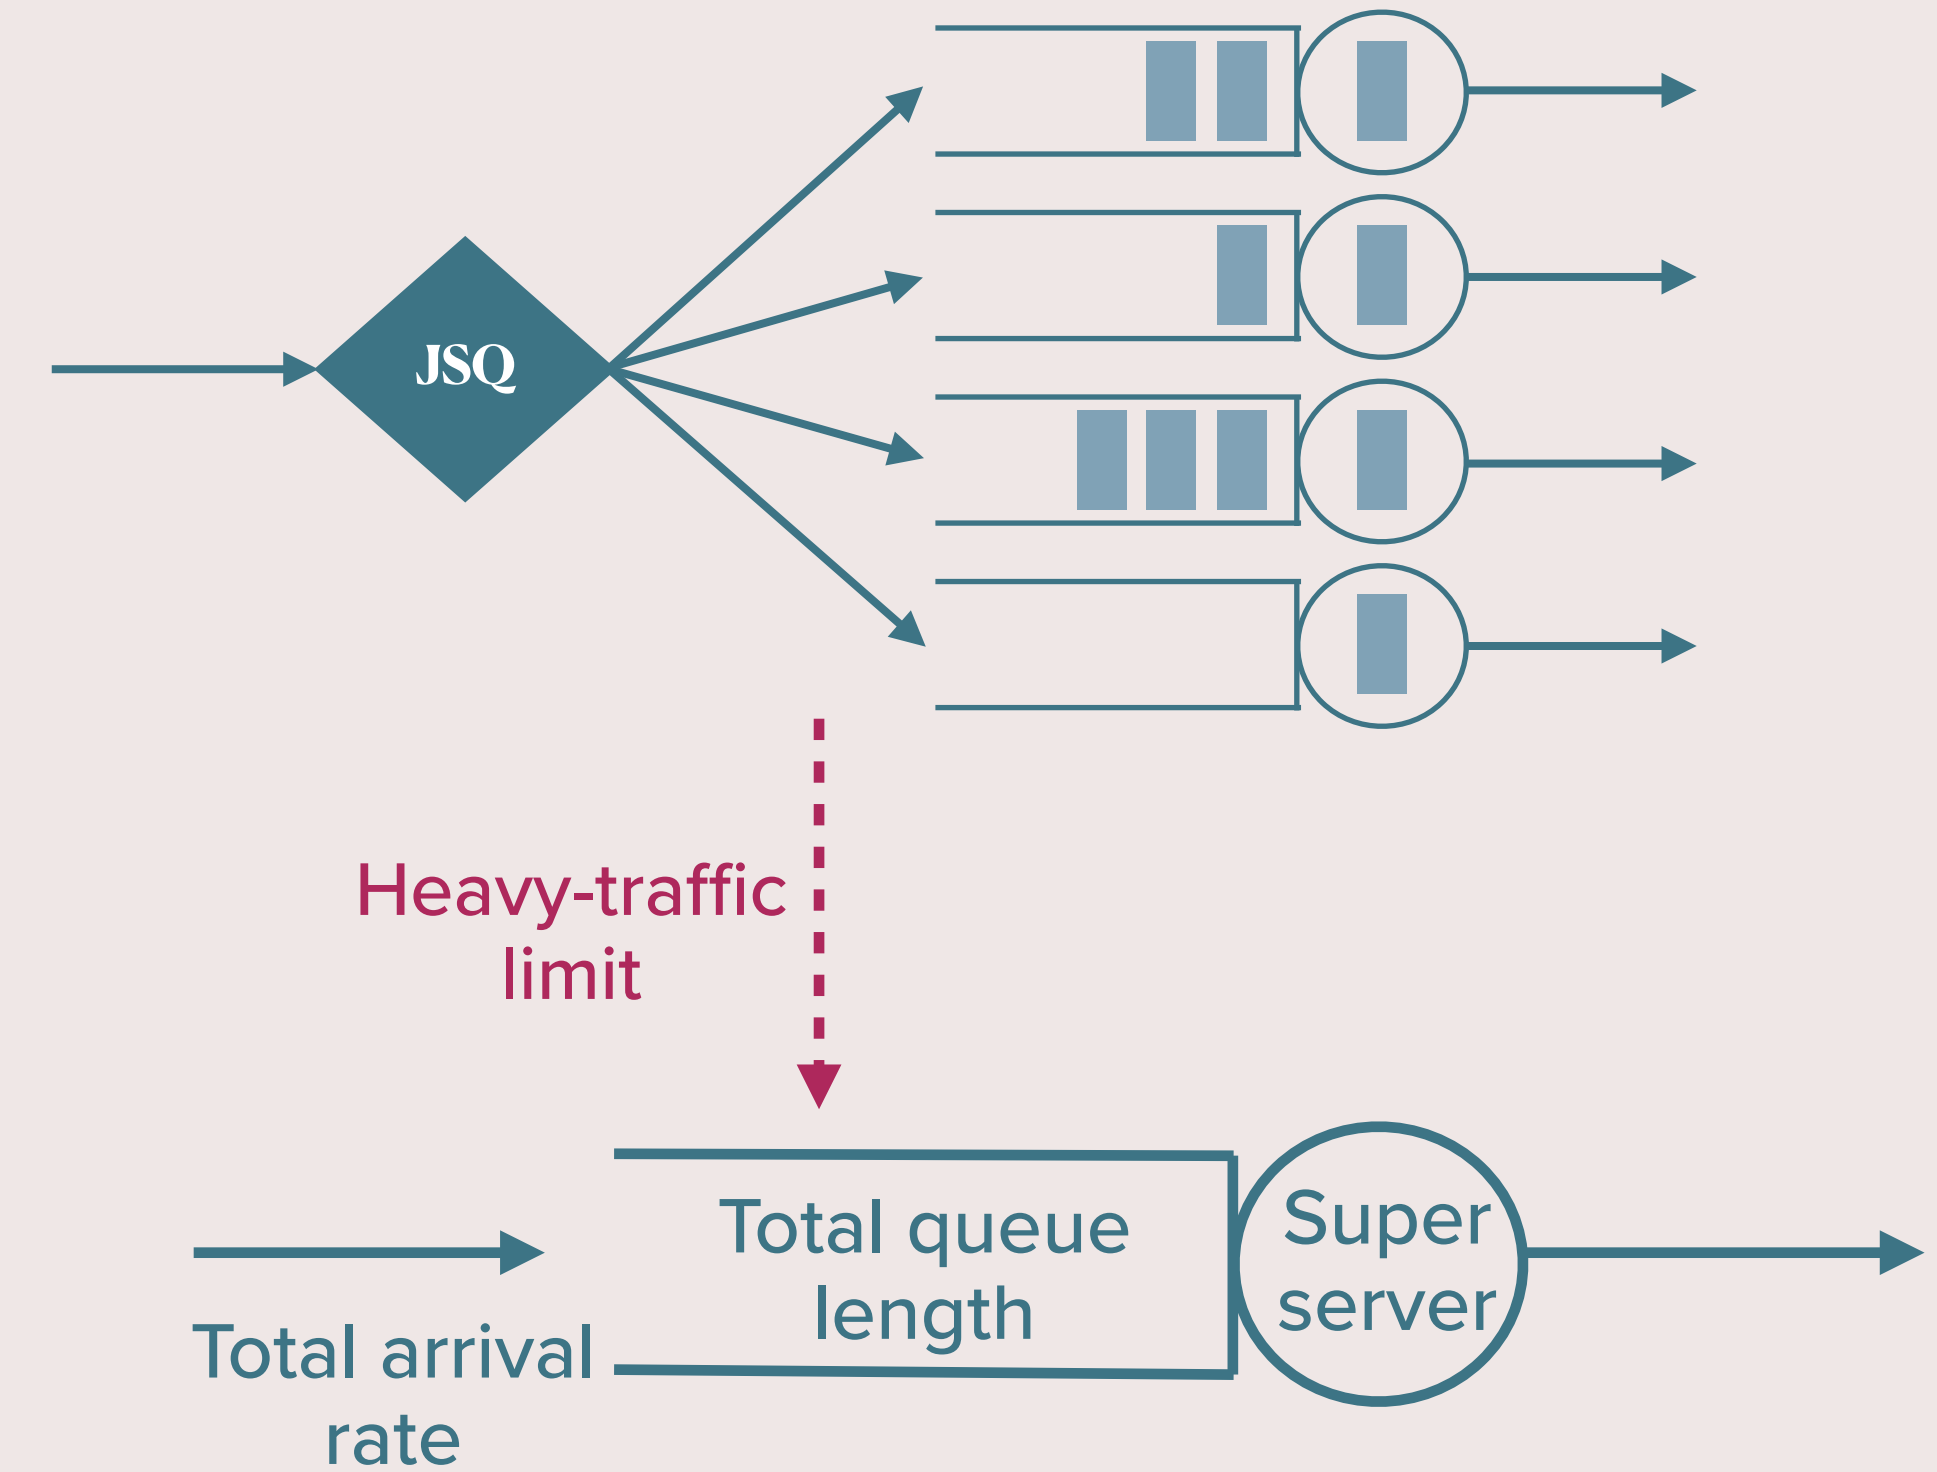 JSQ
Heavy-traffic
limit
Total queue
length
Super
server
Total arrival
rate